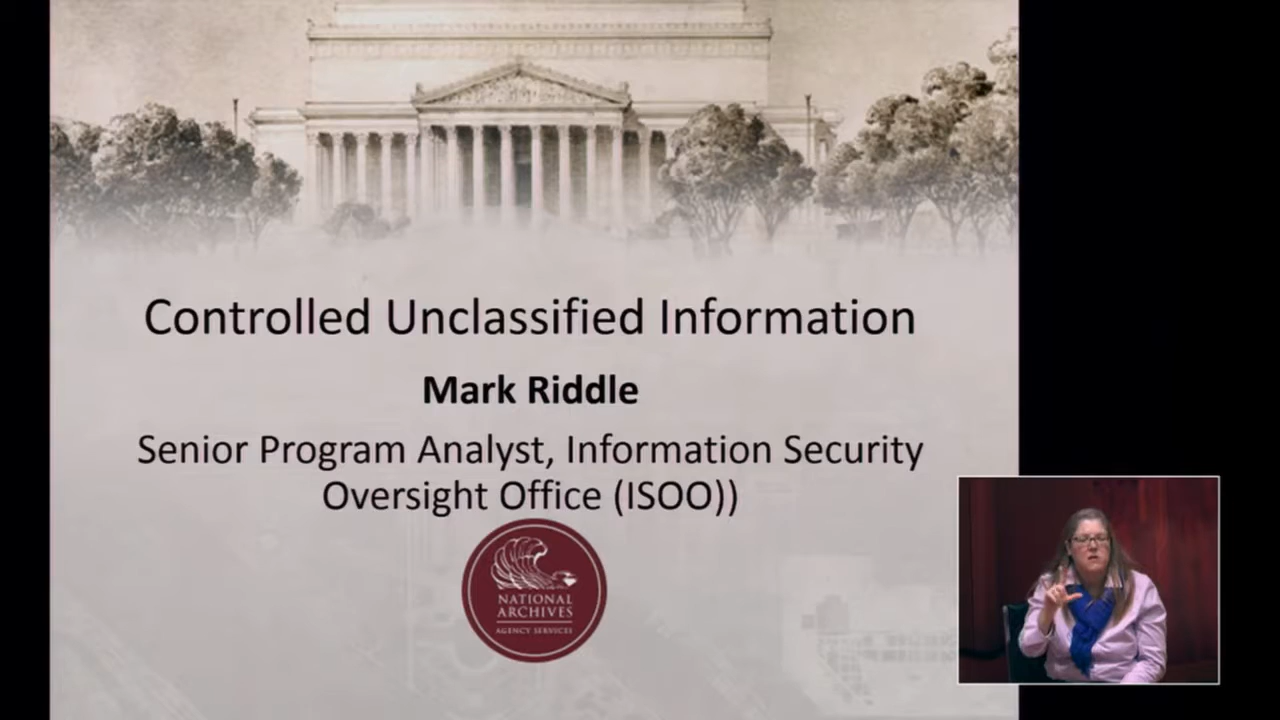 Controlled Unclassified Information
Mark Riddle
Senior Program Analyst, Information Security
Oversight Office (ISOO))
NATIONAL
ARCHIVES
AGENCY SERVICES